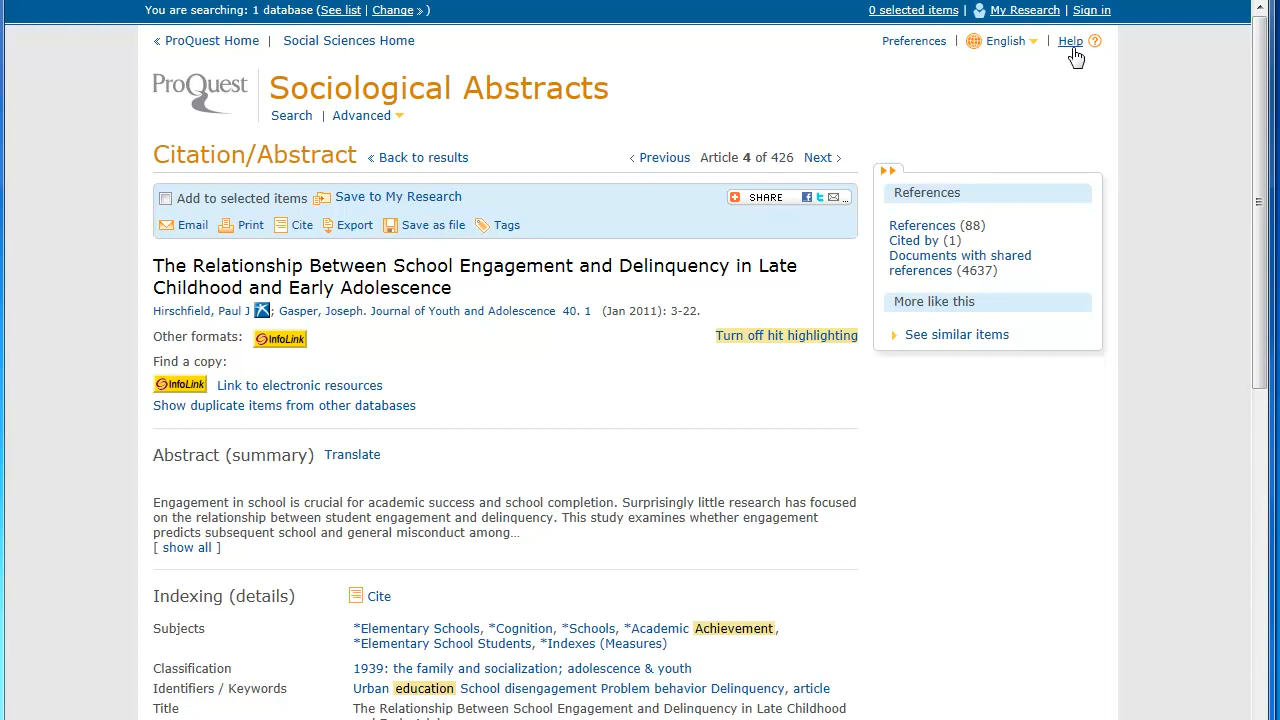 You are searching: 1 database (See list | Change » )
0 selected items | My Research | Sign in
« ProQuest Home | Social Sciences Home
Preferences | English | Help ?
ProQuest
Sociological Abstracts
Search | Advanced
Citation/Abstract « Back to results
‹ Previous Article 4 of 426 Next ›
Add to selected items Save to My Research
SHARE ...
Email Print Cite Export Save as file Tags
References
References (88)
Cited by (1)
Documents with shared
references (4637)
More like this
See similar items
The Relationship Between School Engagement and Delinquency in Late
Childhood and Early Adolescence
Hirschfield, Paul J ; Gasper, Joseph. Journal of Youth and Adolescence 40. 1 (Jan 2011): 3-22.
Other formats: InfoLink
Turn off hit highlighting
Find a copy:
InfoLink Link to electronic resources
Show duplicate items from other databases
Abstract (summary) Translate
Engagement in school is crucial for academic success and school completion. Surprisingly little research has focused
on the relationship between student engagement and delinquency. This study examines whether engagement
predicts subsequent school and general misconduct among...
[ show all ]
Indexing (details) Cite
Subjects *Elementary Schools, *Cognition, *Schools, *Academic Achievement,
*Elementary School Students, *Indexes (Measures)
Classification 1939: the family and socialization; adolescence & youth
Identifiers / Keywords Urban education School disengagement Problem behavior Delinquency, article
Title The Relationship Between School Engagement and Delinquency in Late Childhood